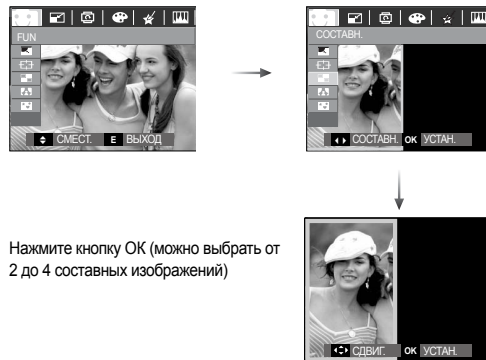 FUN
СМЕСТ. E ВЫХОД
СОСТАВН.
СОСТАВН. OK УСТАН.
Нажмите кнопку ОК (можно выбрать от
2 до 4 составных изображений)
СДВИГ. OK УСТАН.